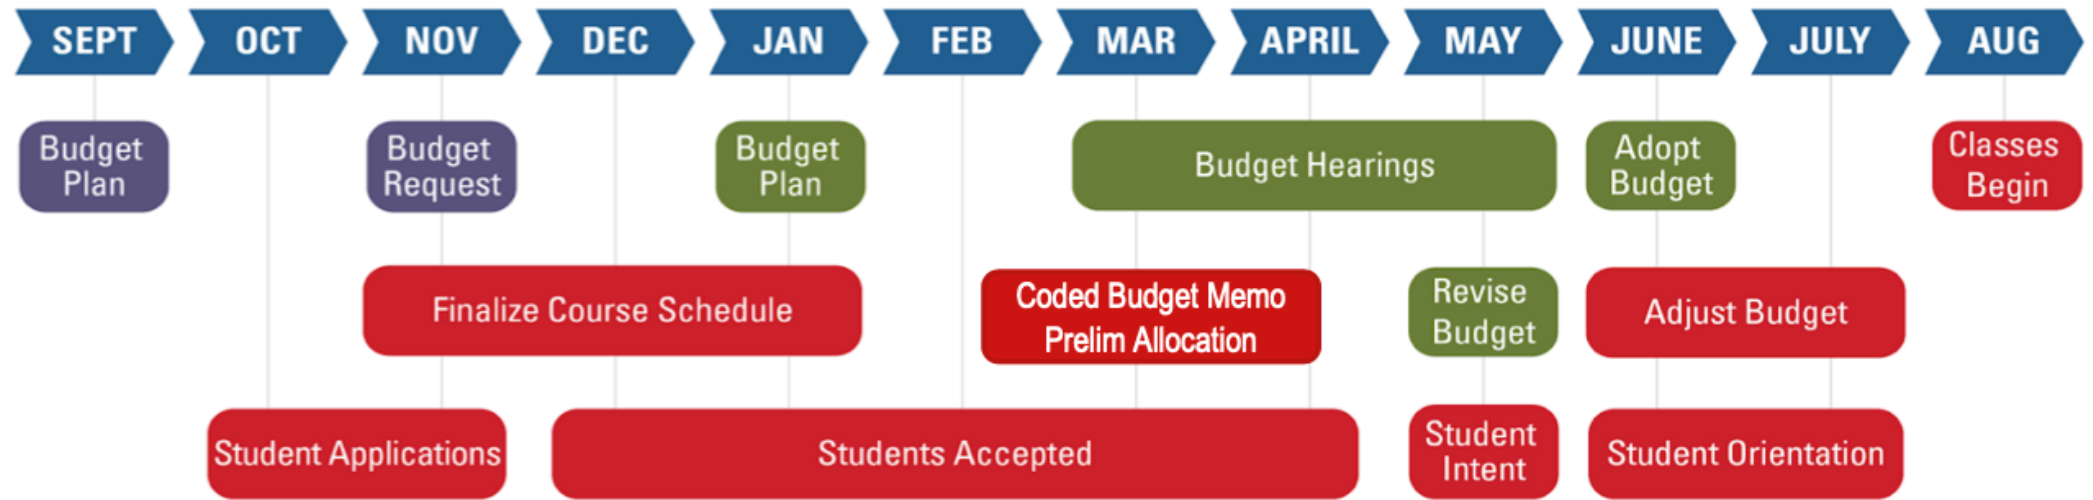 SEPT OCT NOV DEC JAN FEB MAR APRIL MAY JUNE JULY AUG
Budget
Plan
Budget
Request
Budget
Plan
Budget Hearings
Adopt
Budget
Classes
Begin
Finalize Course Schedule
Coded Budget Memo
Prelim Allocation
Revise
Budget
Adjust Budget
Student Applications
Students Accepted
Student
Intent
Student Orientation